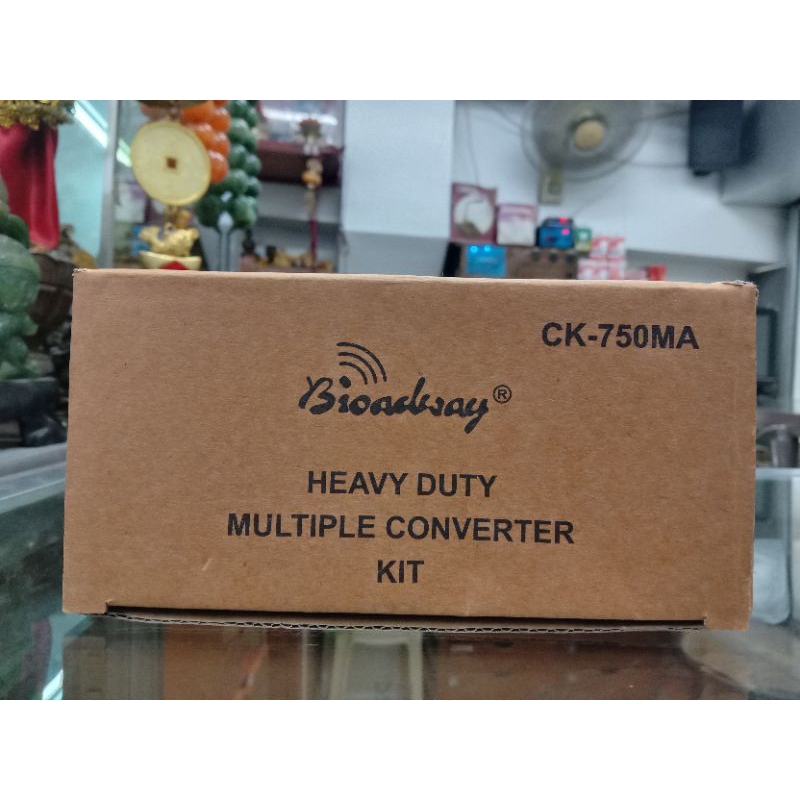 CK-750MA
Broadway®
HEAVY DUTY
MULTIPLE CONVERTER
KIT